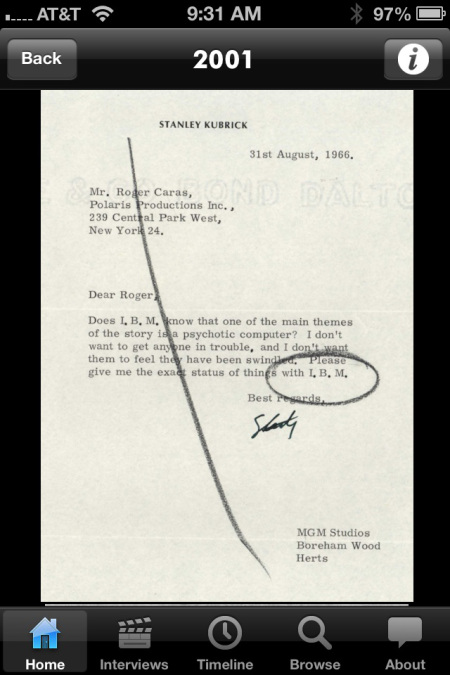 AT&T 9:31 AM 97%
Back 2001 i
STANLEY KUBRICK
31st August, 1966.
Mr. Roger Caras,
Polaris Productions Inc.,
239 Central Park West,
New York 24.
Dear Roger,
Does I.B.M. know that one of the main themes
of the story is a psychotic computer? I don't
want to get anyone in trouble, and I don't want
them to feel they have been swindled. Please
give me the exact status of things with I.B.M.
Best regards,
MGM Studios
Boreham Wood
Herts
Home Interviews Timeline Browse About